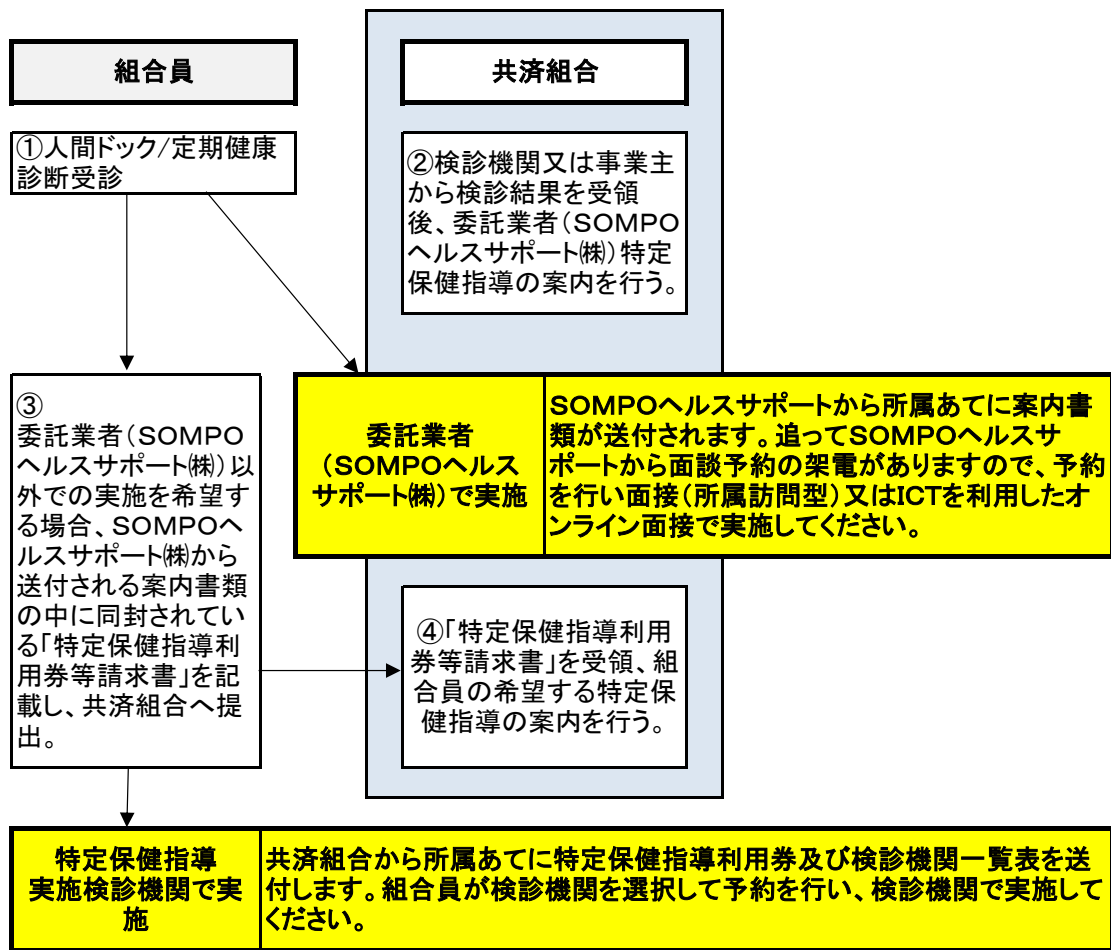 組合員
共済組合
①人間ドック/定期健康
診断受診
②検診機関又は事業主
から検診結果を受領
後、委託業者(SOMPO
ヘルスサポート㈱)特定
保健指導の案内を行う。
③
委託業者(SOMPO
ヘルスサポート㈱)以
外での実施を希望す
る場合、SOMPOヘ
ルスサポート㈱から
送付される案内書類
の中に同封されてい
る「特定保健指導利
用券等請求書」を記
載し、共済組合へ提
出。
委託業者
(SOMPOヘルス
サポート㈱)で実施
SOMPOヘルスサポートから所属あてに案内書
類が送付されます。追ってSOMPOヘルスサ
ポートから面談予約の架電がありますので、予約
を行い面接(所属訪問型)又はICTを利用したオ
ンライン面接で実施してください。
④「特定保健指導利用
券等請求書」を受領、組
合員の希望する特定保
健指導の案内を行う。
特定保健指導
実施検診機関で実
施
共済組合から所属あてに特定保健指導利用券及び検診機関一覧表を送
付します。組合員が検診機関を選択して予約を行い、検診機関で実施して
ください。